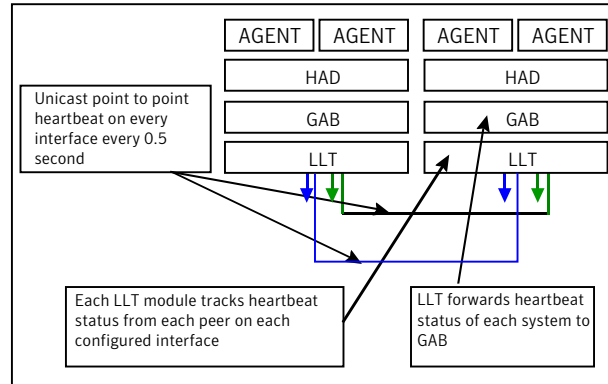 AGENT AGENT AGENT AGENT
HAD HAD
Unicast point to point
heartbeat on every
interface every 0.5
second
GAB GAB
LLT LLT
Each LLT module tracks heartbeat
status from each peer on each
configured interface
LLT forwards heartbeat
status of each system to
GAB